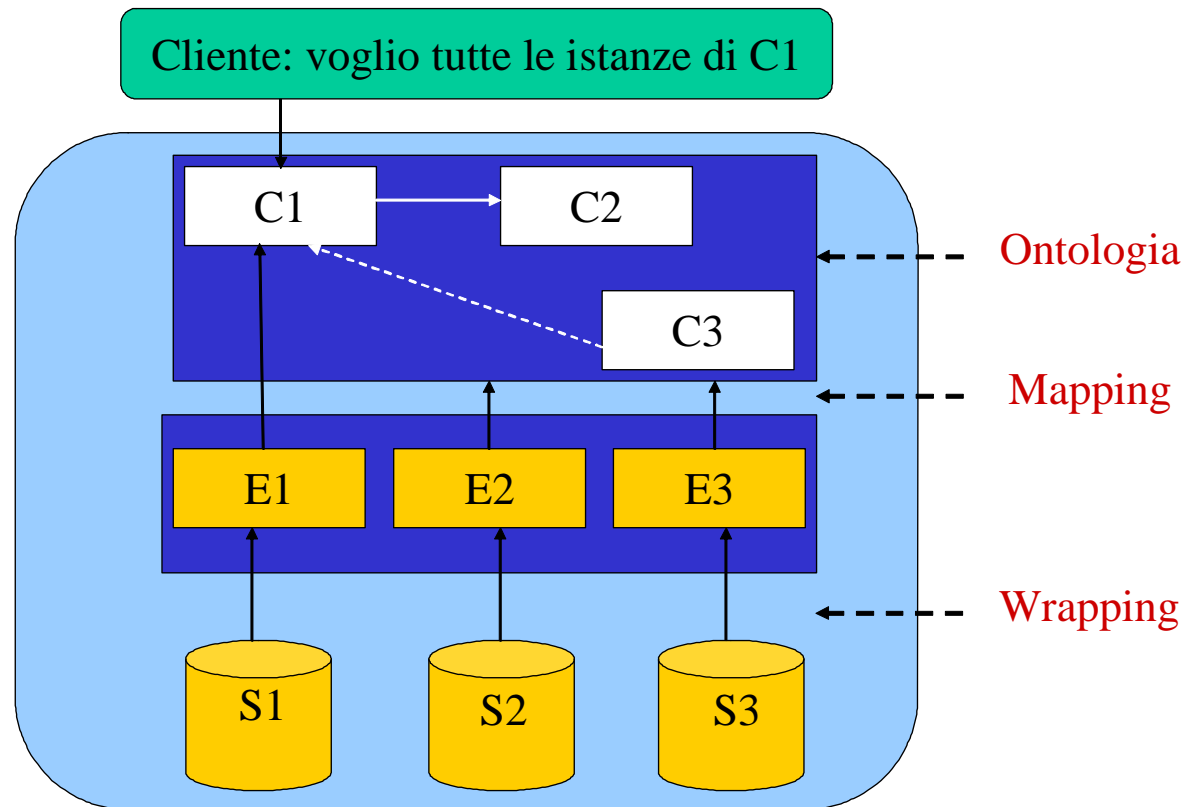 Cliente: voglio tutte le istanze di C1
C1
C2
Ontologia
C3
Mapping
E1
E2
E3
Wrapping
S1
S2
S3